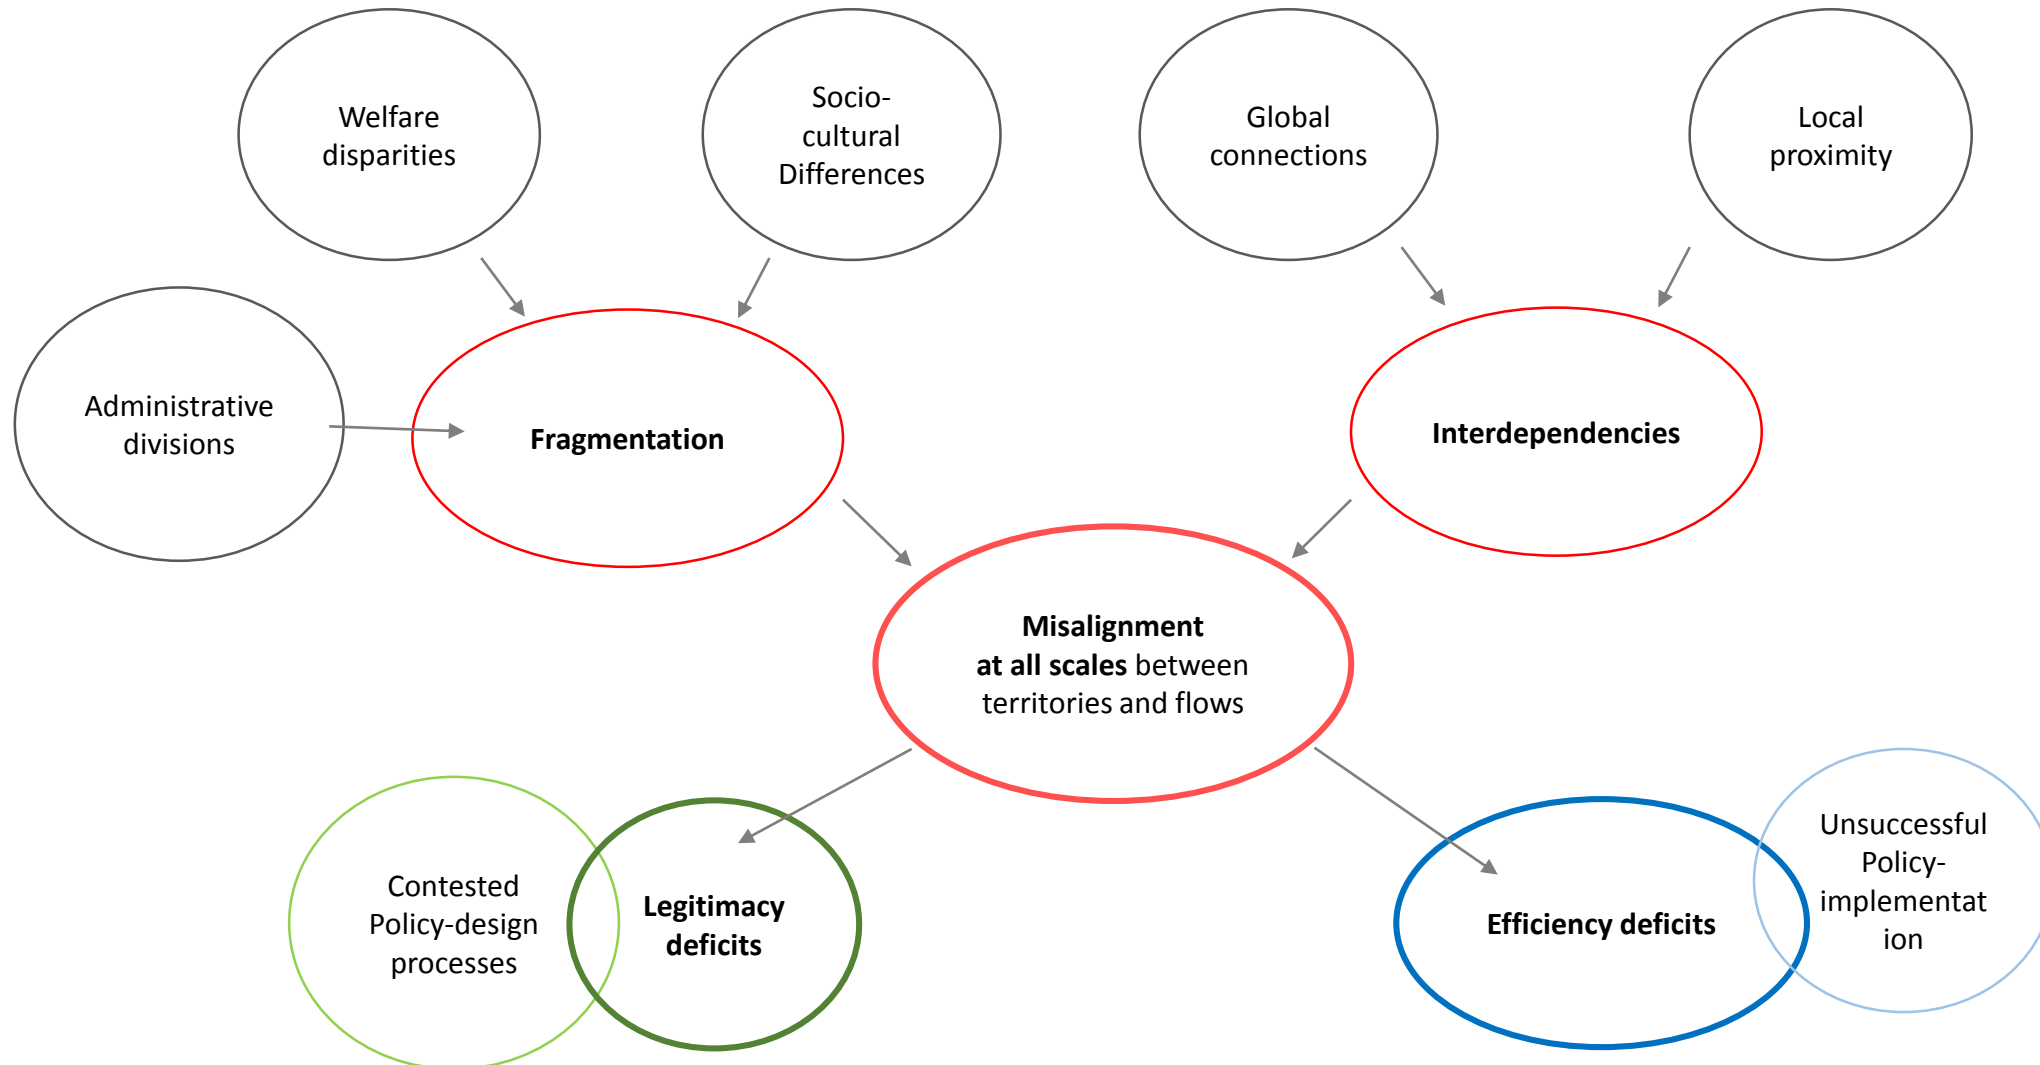 Welfare
disparities
Socio-
cultural
Differences
Global
connections
Local
proximity
Administrative
divisions
Fragmentation
Interdependencies
Misalignment
at all scales between
territories and flows
Contested
Policy-design
processes
Legitimacy
deficits
Efficiency deficits
Unsuccessful
Policy-
implementat
ion